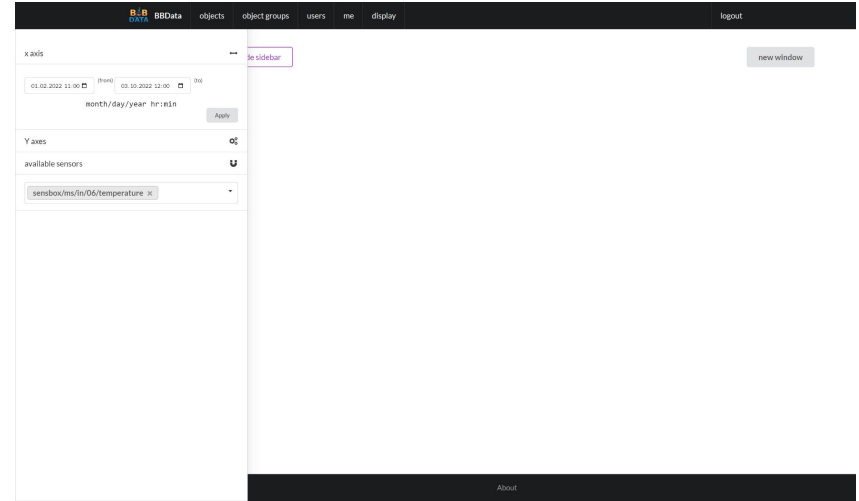 BBDATA BBData objects object groups users me display logout
x axis
de sidebar
new window
01.02.2022 11:00 (from) 03.10.2022 12:00 (to)
month/day/year hr:min
Apply
Y axes
available sensors
sensbox/ms/in/06/temperature ×
About